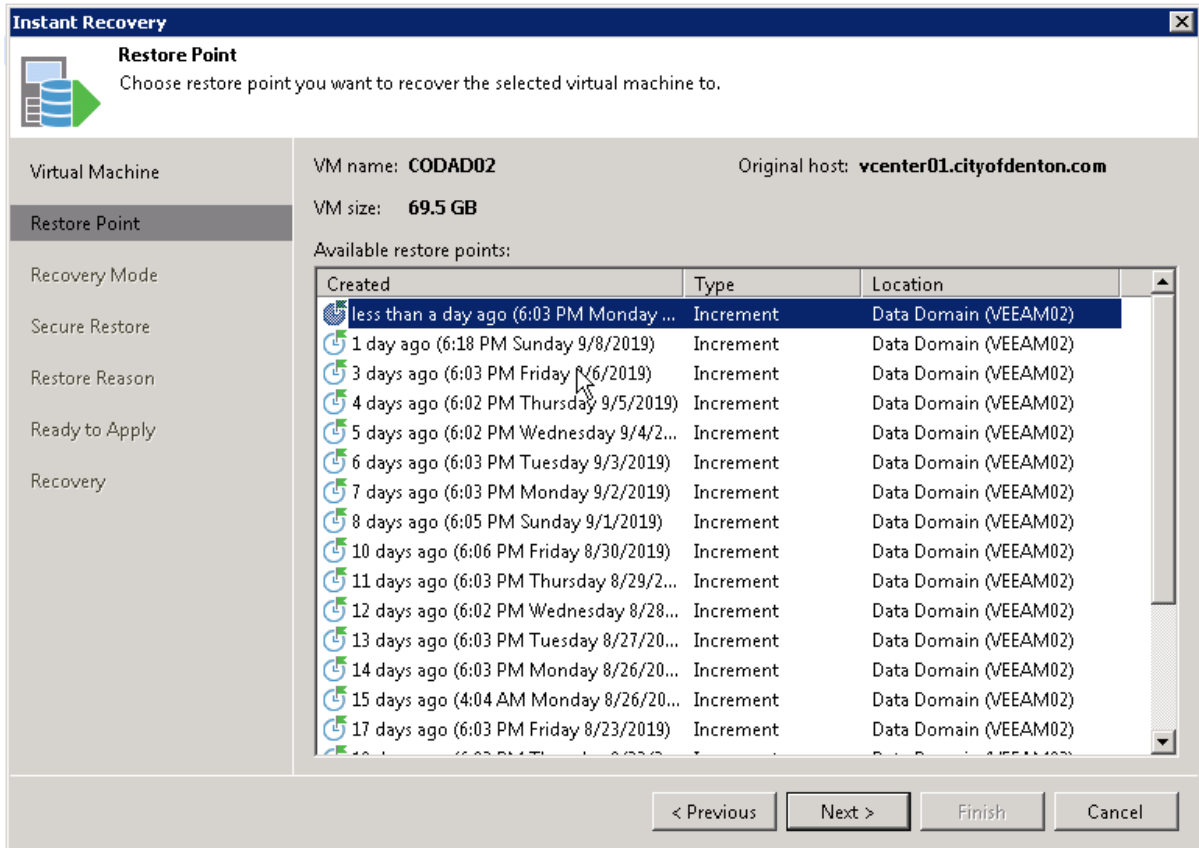 Instant Recovery
Restore Point
Choose restore point you want to recover the selected virtual machine to.
Virtual Machine
Restore Point
Recovery Mode
Secure Restore
Restore Reason
Ready to Apply
Recovery
VM name: CODAD02 Original host: vcenter01.cityofdenton.com
VM size: 69.5 GB
Available restore points:
Created Type Location
less than a day ago (6:03 PM Monday ... Increment Data Domain (VEEAM02)
1 day ago (6:18 PM Sunday 9/8/2019) Increment Data Domain (VEEAM02)
3 days ago (6:03 PM Friday /6/2019) Increment Data Domain (VEEAM02)
4 days ago (6:02 PM Thursday 9/5/2019) Increment Data Domain (VEEAM02)
5 days ago (6:02 PM Wednesday 9/4/2... Increment Data Domain (VEEAM02)
6 days ago (6:03 PM Tuesday 9/3/2019) Increment Data Domain (VEEAM02)
7 days ago (6:03 PM Monday 9/2/2019) Increment Data Domain (VEEAM02)
8 days ago (6:05 PM Sunday 9/1/2019) Increment Data Domain (VEEAM02)
10 days ago (6:06 PM Friday 8/30/2019) Increment Data Domain (VEEAM02)
11 days ago (6:03 PM Thursday 8/29/2... Increment Data Domain (VEEAM02)
12 days ago (6:02 PM Wednesday 8/28... Increment Data Domain (VEEAM02)
13 days ago (6:03 PM Tuesday 8/27/20... Increment Data Domain (VEEAM02)
14 days ago (6:03 PM Monday 8/26/20... Increment Data Domain (VEEAM02)
15 days ago (4:04 AM Monday 8/26/20... Increment Data Domain (VEEAM02)
17 days ago (6:03 PM Friday 8/23/2019) Increment Data Domain (VEEAM02)
< Previous Next > Finish Cancel